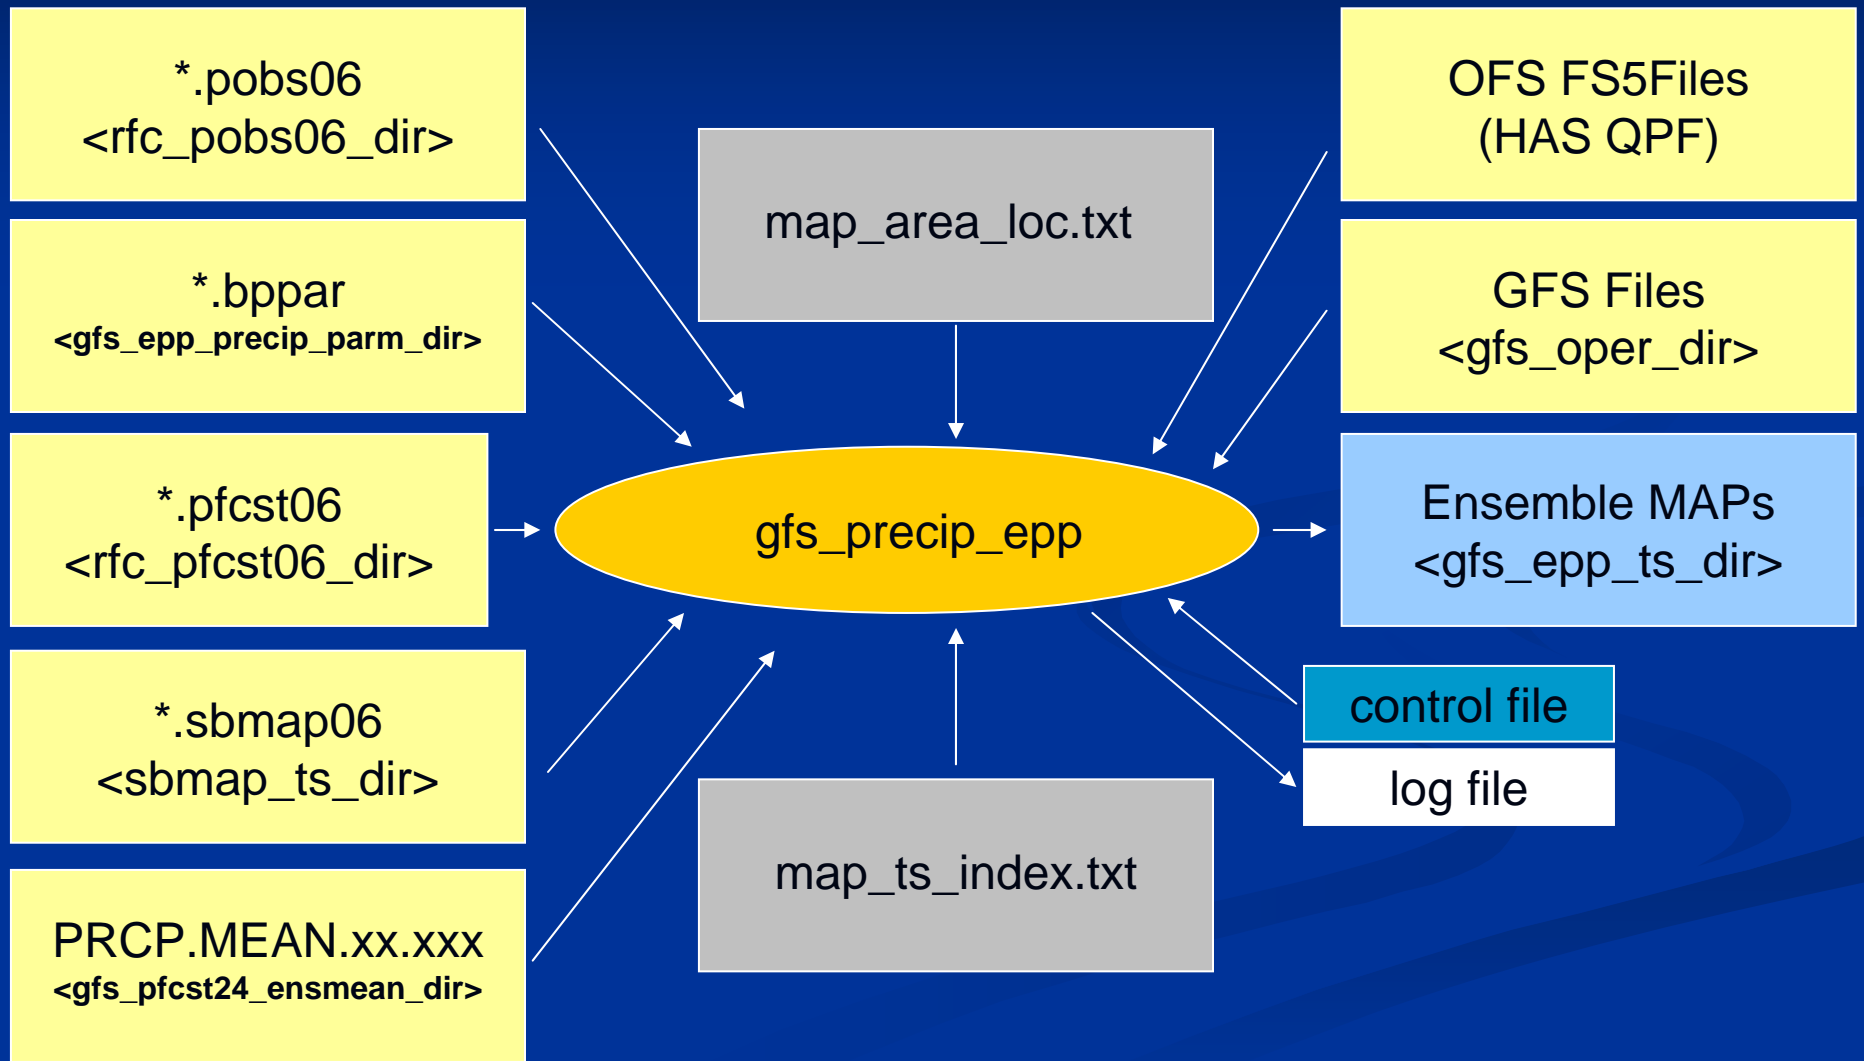 *.pobs06
<rfc_pobs06_dir>
*.bppar
<gfs_epp_precip_parm_dir>
*.pfcst06
<rfc_pfcst06_dir>
*.sbmap06
<sbmap_ts_dir>
PRCP.MEAN.xx.xxx
<gfs_pfcst24_ensmean_dir>
map_area_loc.txt
gfs_precip_epp
map_ts_index.txt
OFS FS5Files
(HAS QPF)
GFS Files
<gfs_oper_dir>
Ensemble MAPs
<gfs_epp_ts_dir>
control file
log file